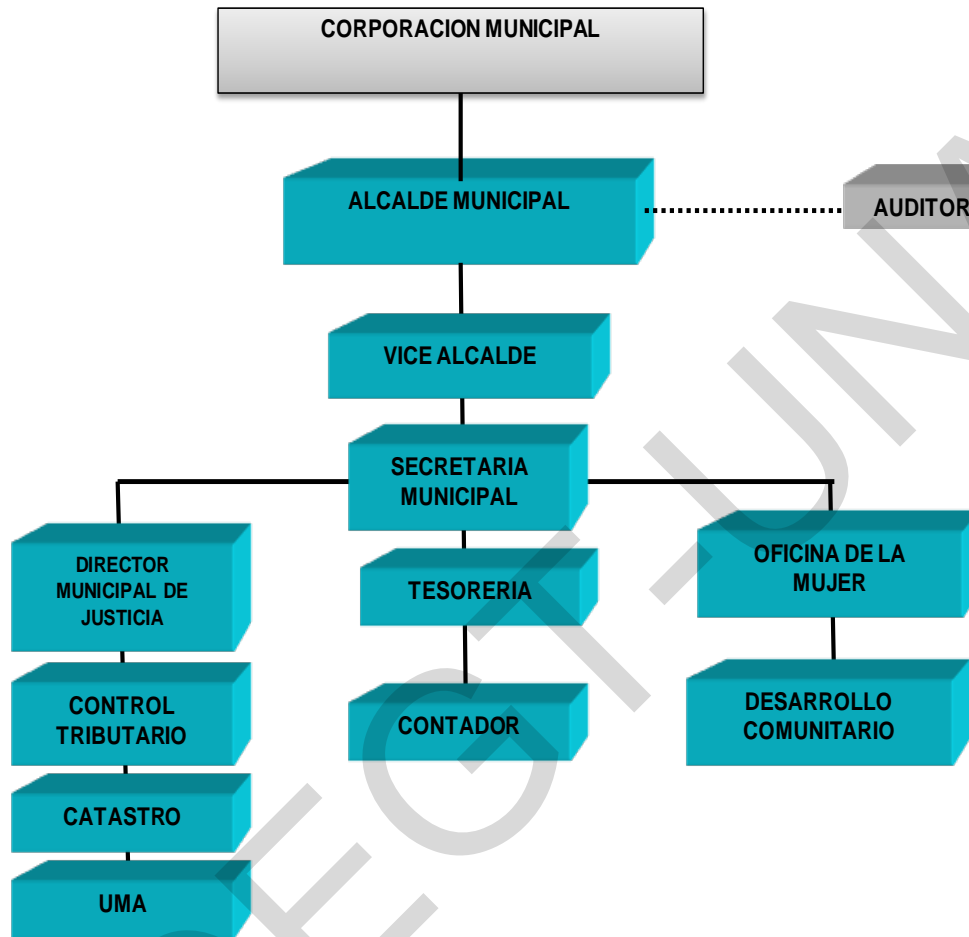 CORPORACION MUNICIPAL
ALCALDE MUNICIPAL
AUDITOR
VICE ALCALDE
SECRETARIA
MUNICIPAL
DIRECTOR
MUNICIPAL DE
JUSTICIA
TESORERIA
OFICINA DE LA
MUJER
CONTROL
TRIBUTARIO
CONTADOR
DESARROLLO
COMUNITARIO
CATASTRO
UMA